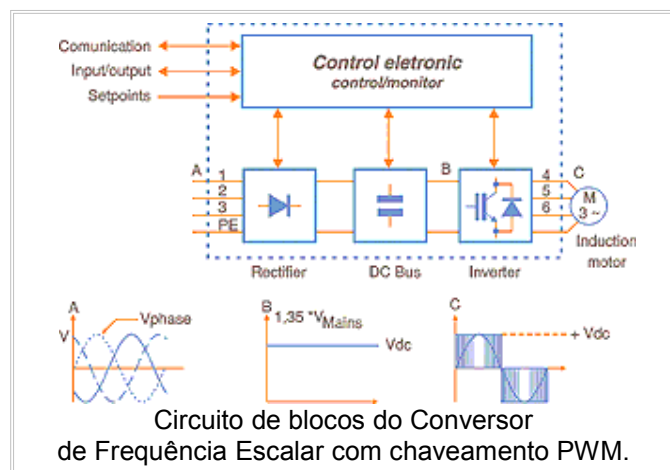 Comunication
Input/output
Setpoints
Control eletronic
control/monitor
A
1
2
3
PE
B
4
5
6
C
M
3 ~
Induction
motor
Rectifier
DC Bus
Inverter
A
V
Vphase
B
1,35 *VMains
Vdc
C
+ Vdc
Circuito de blocos do Conversor
de Frequência Escalar com chaveamento PWM.